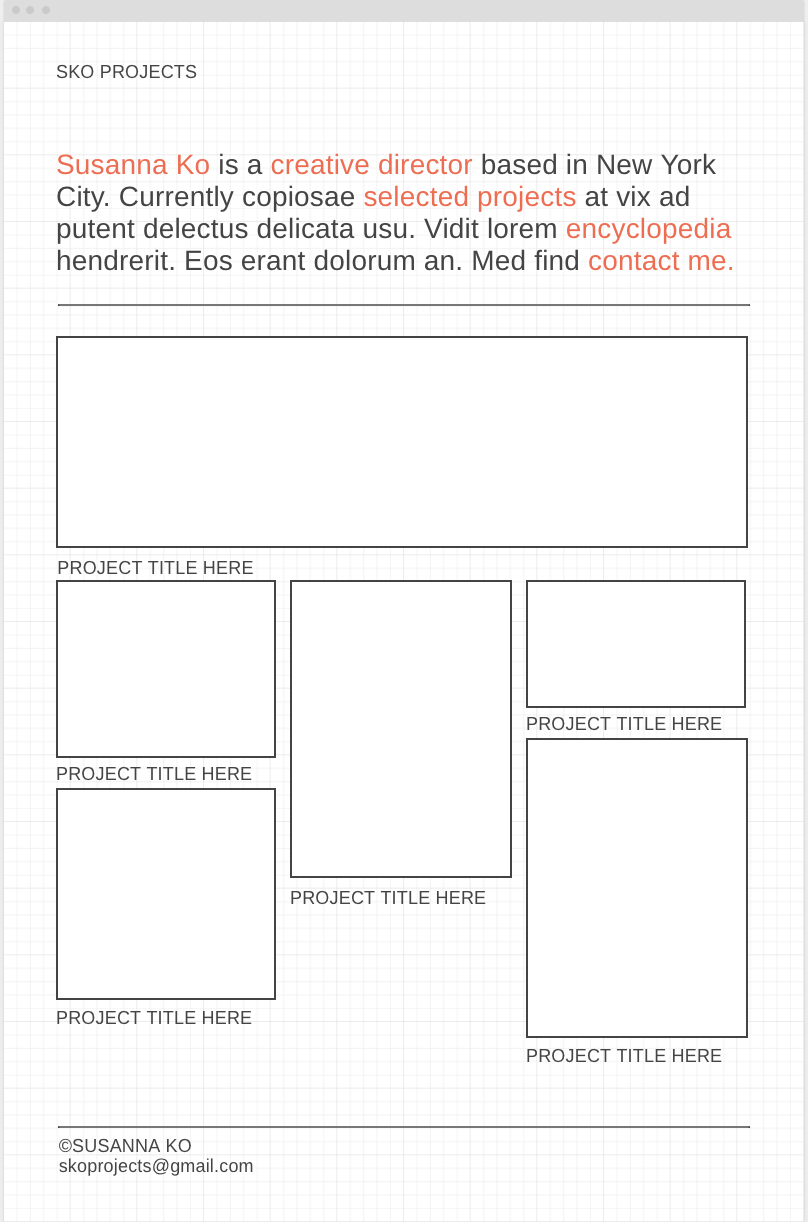 SKO PROJECTS
Susanna Ko is a creative director based in New York
City. Currently copiosae selected projects at vix ad
putent delectus delicata usu. Vidit lorem encyclopedia
hendrerit. Eos erant dolorum an. Med find contact me.
PROJECT TITLE HERE
PROJECT TITLE HERE
PROJECT TITLE HERE
PROJECT TITLE HERE
PROJECT TITLE HERE
PROJECT TITLE HERE
©SUSANNA KO
skoprojects@gmail.com